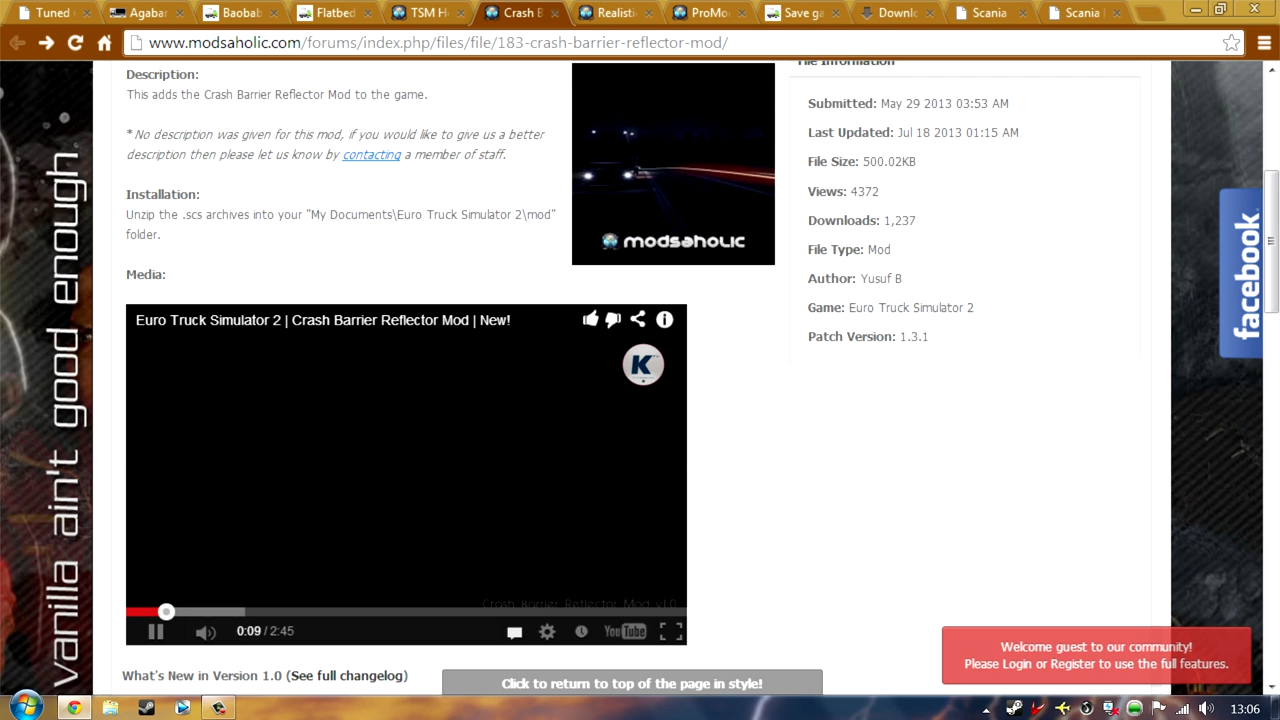 Tuned
Agabar
Baobab
Flatbed
TSM H
Crash B
Realisti
ProMo
Save ga
Downl
Scania
Scania
www.modsaholic.com/forums/index.php/files/file/183-crash-barrier-reflector-mod/
Description:
This adds the Crash Barrier Reflector Mod to the game.
*No description was given for this mod, if you would like to give us a better
description then please let us know by contacting a member of staff.
Installation:
Unzip the .scs archives into your "My Documents\Euro Truck Simulator 2\mod"
folder.
Media:
modsaholic
File Information
Submitted: May 29 2013 03:53 AM
Last Updated: Jul 18 2013 01:15 AM
File Size: 500.02KB
Views: 4372
Downloads: 1,237
File Type: Mod
Author: Yusuf B
Game: Euro Truck Simulator 2
Patch Version: 1.3.1
Euro Truck Simulator 2 | Crash Barrier Reflector Mod | New!
K
Crash Barrier Reflector Mod v1.0
0:09 / 2:45
YouTube
What's New in Version 1.0 (See full changelog)
Click to return to top of the page in style!
Welcome guest to our community!
Please Login or Register to use the full features.
vanilla ain't good enough.
facebook
13:06